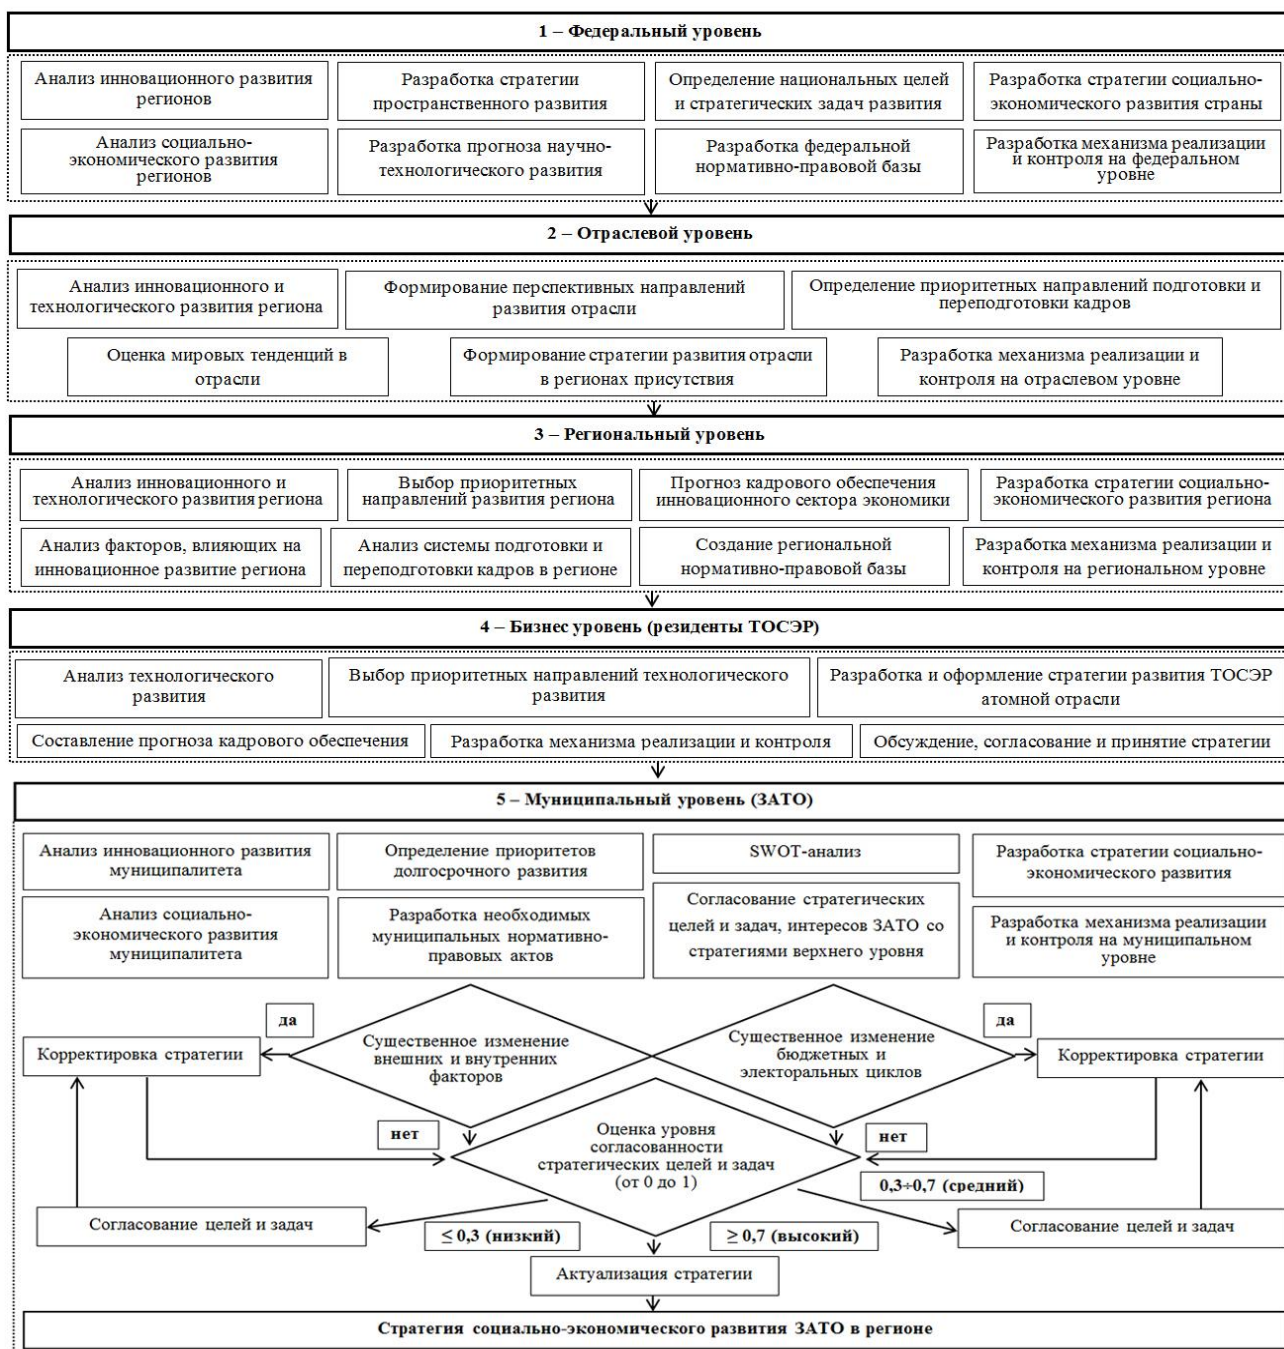 1 – Федеральный уровень
Анализ инновационного развития
регионов
Разработка стратегии
пространственного развития
Определение национальных целей
и стратегических задач развития
Разработка стратегии социально-
экономического развития страны
Анализ социально-
экономического развития
регионов
Разработка прогноза научно-
технологического развития
Разработка федеральной
нормативно-правовой базы
Разработка механизма реализации
и контроля на федеральном
уровне
2 – Отраслевой уровень
Анализ инновационного и
технологического развития региона
Формирование перспективных направлений
развития отрасли
Определение приоритетных направлений подготовки и
переподготовки кадров
Оценка мировых тенденций в
отрасли
Формирование стратегии развития отрасли
в регионах присутствия
Разработка механизма реализации и
контроля на отраслевом уровне
3 – Региональный уровень
Анализ инновационного и
технологического развития региона
Выбор приоритетных
направлений развития региона
Прогноз кадрового обеспечения
инновационного сектора экономики
Разработка стратегии социально-
экономического развития региона
Анализ факторов, влияющих на
инновационное развитие региона
Анализ системы подготовки и
переподготовки кадров в регионе
Создание региональной
нормативно-правовой базы
Разработка механизма реализации и
контроля на региональном уровне
4 – Бизнес уровень (резиденты ТОСЭР)
Анализ технологического
развития
Выбор приоритетных направлений технологического
развития
Разработка и оформление стратегии развития ТОСЭР
атомной отрасли
Составление прогноза кадрового обеспечения
Разработка механизма реализации и контроля
Обсуждение, согласование и принятие стратегии
5 – Муниципальный уровень (ЗАТО)
Анализ инновационного развития
муниципалитета
Определение приоритетов
долгосрочного развития
SWOT-анализ
Разработка стратегии социально-
экономического развития
Анализ социально-
экономического развития
муниципалитета
Разработка необходимых
муниципальных нормативно-
правовых актов
Согласование стратегических
целей и задач, интересов ЗАТО со
стратегиями верхнего уровня
Разработка механизма реализации
и контроля на муниципальном
уровне
да
Существенное изменение
внешних и внутренних
факторов
Существенное изменение
бюджетных и
электоральных циклов
да
Корректировка стратегии
Корректировка стратегии
нет
Оценка уровня
согласованности
стратегических целей и задач
(от 0 до 1)
нет
0,3÷0,7 (средний)
Согласование целей и задач
≤ 0,3 (низкий)
≥ 0,7 (высокий)
Согласование целей и задач
Актуализация стратегии
Стратегия социально-экономического развития ЗАТО в регионе